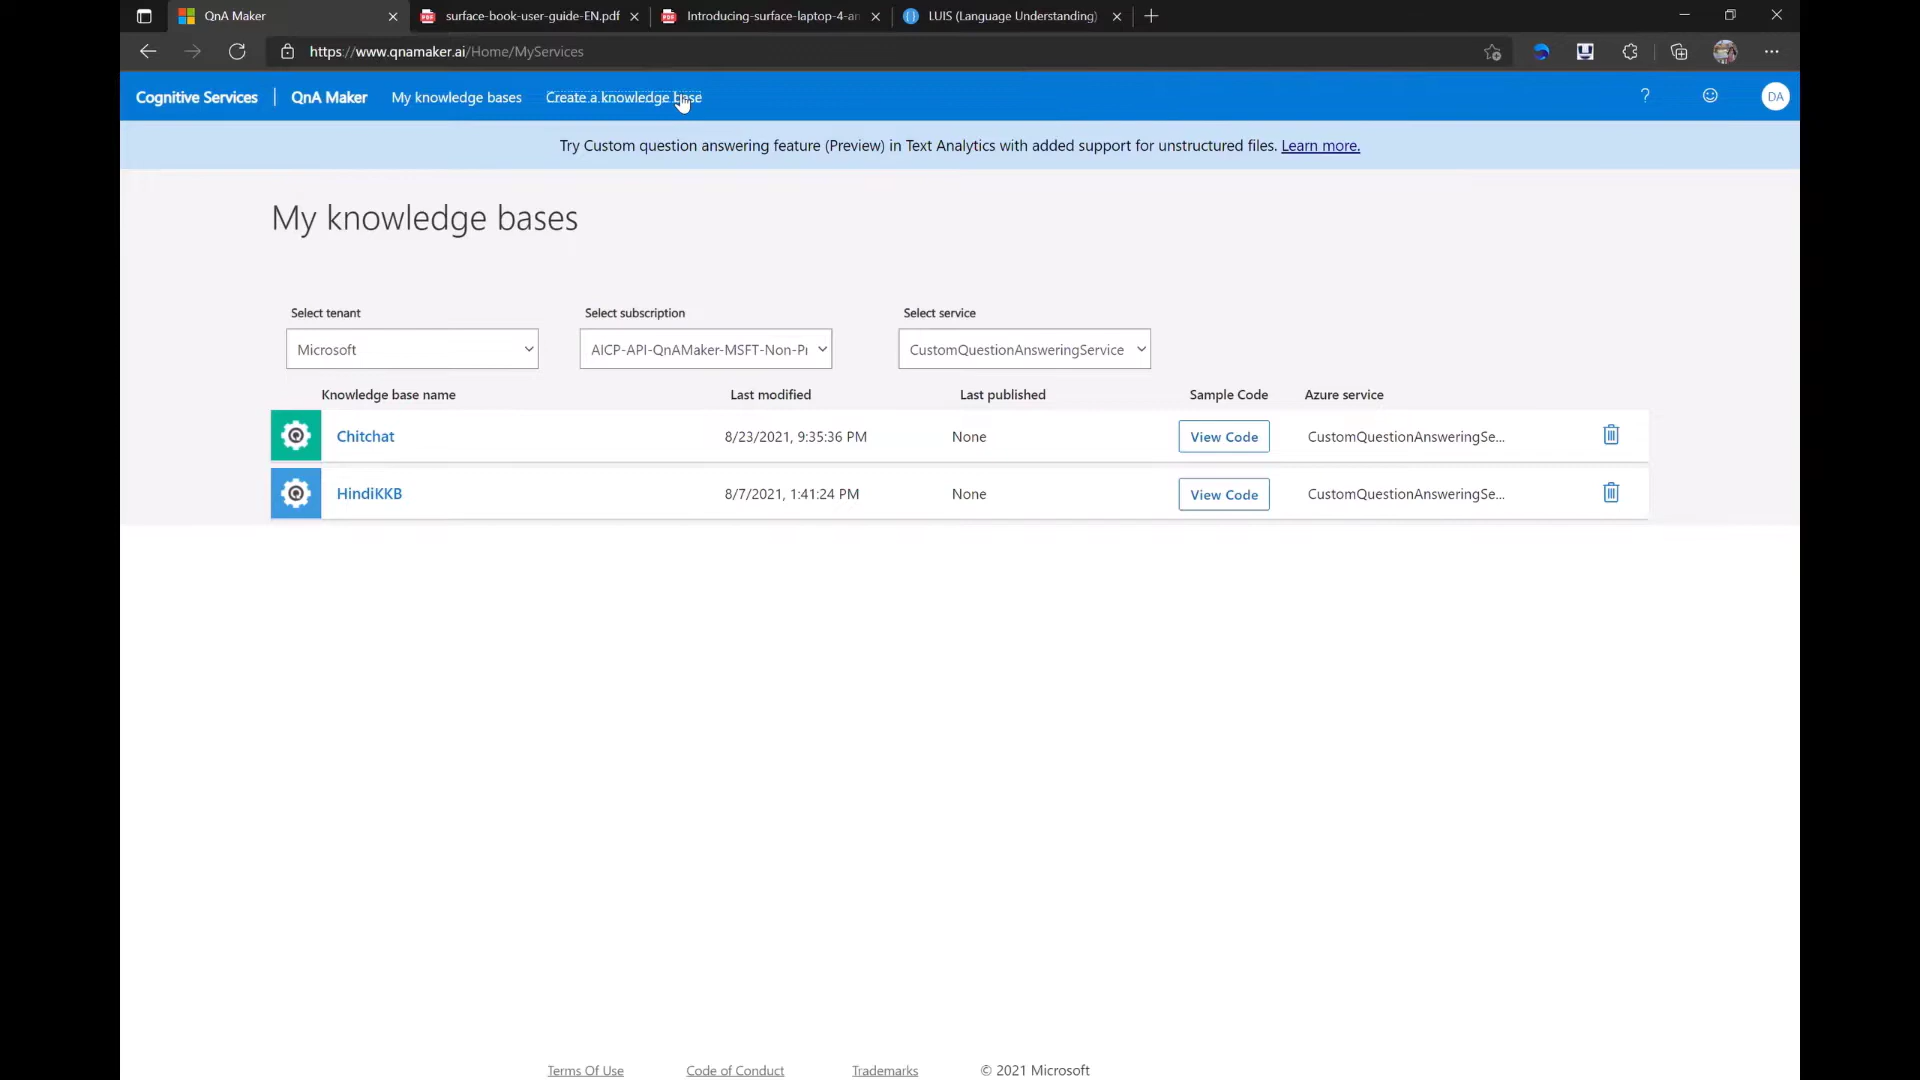 QnA Maker
surface-book-user-guide-EN.pdf
Introducing-surface-laptop-4-an
LUIS (Language Understanding)
https://www.qnamaker.ai/Home/MyServices
Cognitive Services | QnA Maker My knowledge bases Create a knowledge base
?
DA
Try Custom question answering feature (Preview) in Text Analytics with added support for unstructured files. Learn more.
My knowledge bases
Select tenant Select subscription Select service
Microsoft AICP-API-QnAMaker-MSFT-Non-Pr CustomQuestionAnsweringService
Knowledge base name Last modified Last published Sample Code Azure service
Chitchat 8/23/2021, 9:35:36 PM None View Code CustomQuestionAnsweringSe...
HindiKKB 8/7/2021, 1:41:24 PM None View Code CustomQuestionAnsweringSe...
Terms Of Use Code of Conduct Trademarks © 2021 Microsoft